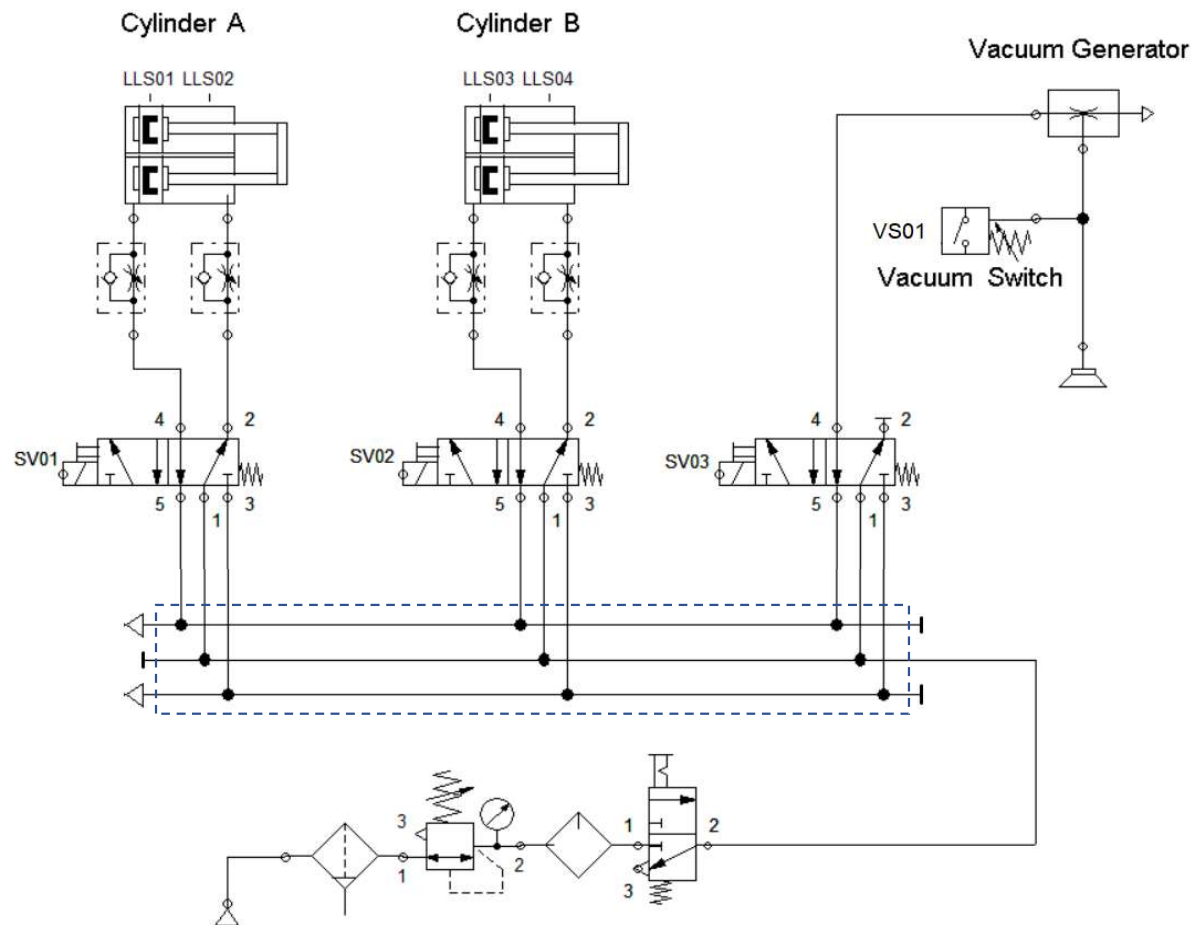 Cylinder A
Cylinder B
Vacuum Generator
LLS01 LLS02
LLS03 LLS04
VS01
Vacuum Switch
4
2
4
2
4
2
SV01
SV02
SV03
5
1
3
5
1
3
5
1
3
3
1
2
1
2
3